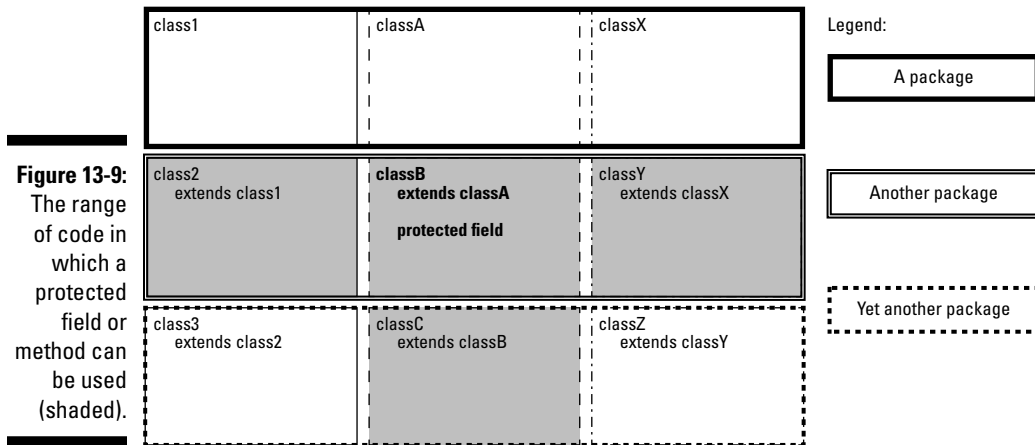 class1
classA
classX
Legend:
A package
Figure 13-9:
The range
of code in
which a
protected
field or
method can
be used
(shaded).
class2
extends class1
classB
extends classA
protected field
classY
extends classX
Another package
class3
extends class2
classC
extends classB
classZ
extends classY
Yet another package